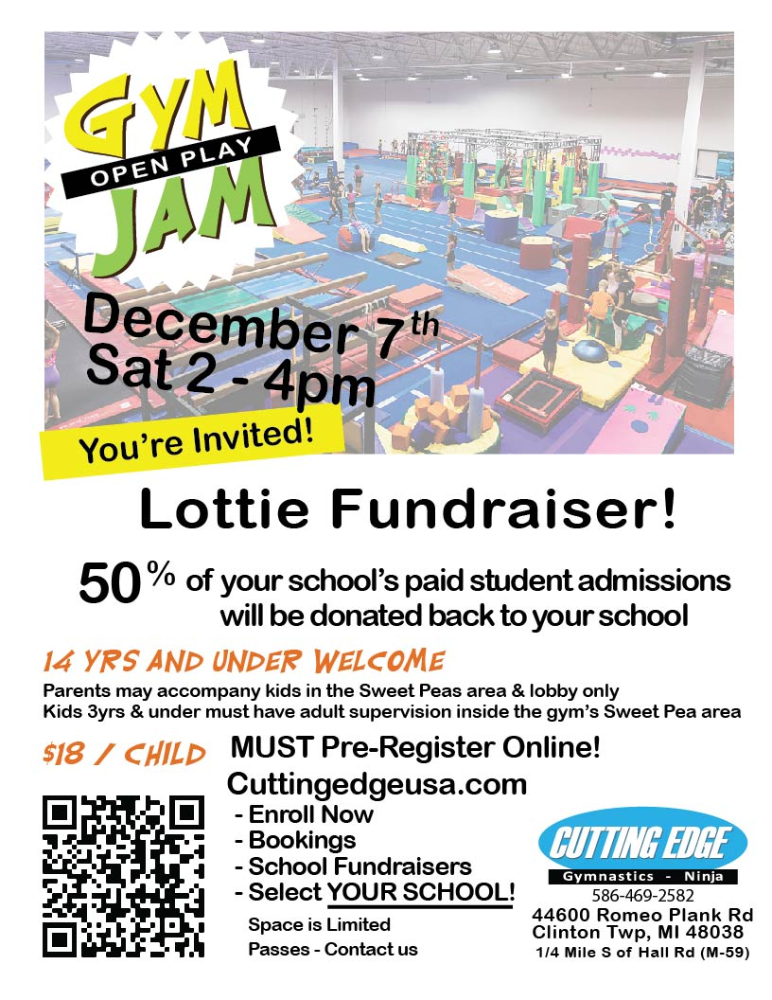 GYM
OPEN PLAY
JAM
December 7th
Sat 2 - 4pm
You're Invited!
Lottie Fundraiser!
50% of your school's paid student admissions
will be donated back to your school
14 YRS AND UNDER WELCOME
Parents may accompany kids in the Sweet Peas area & lobby only
Kids 3yrs & under must have adult supervision inside the gym's Sweet Pea area
$18 / CHILD
MUST Pre-Register Online!
Cuttingedgeusa.com
- Enroll Now
- Bookings
- School Fundraisers
- Select YOUR SCHOOL!
Space is Limited
Passes - Contact us
CUTTING EDGE
Gymnastics - Ninja
586-469-2582
44600 Romeo Plank Rd
Clinton Twp, MI 48038
1/4 Mile S of Hall Rd (M-59)